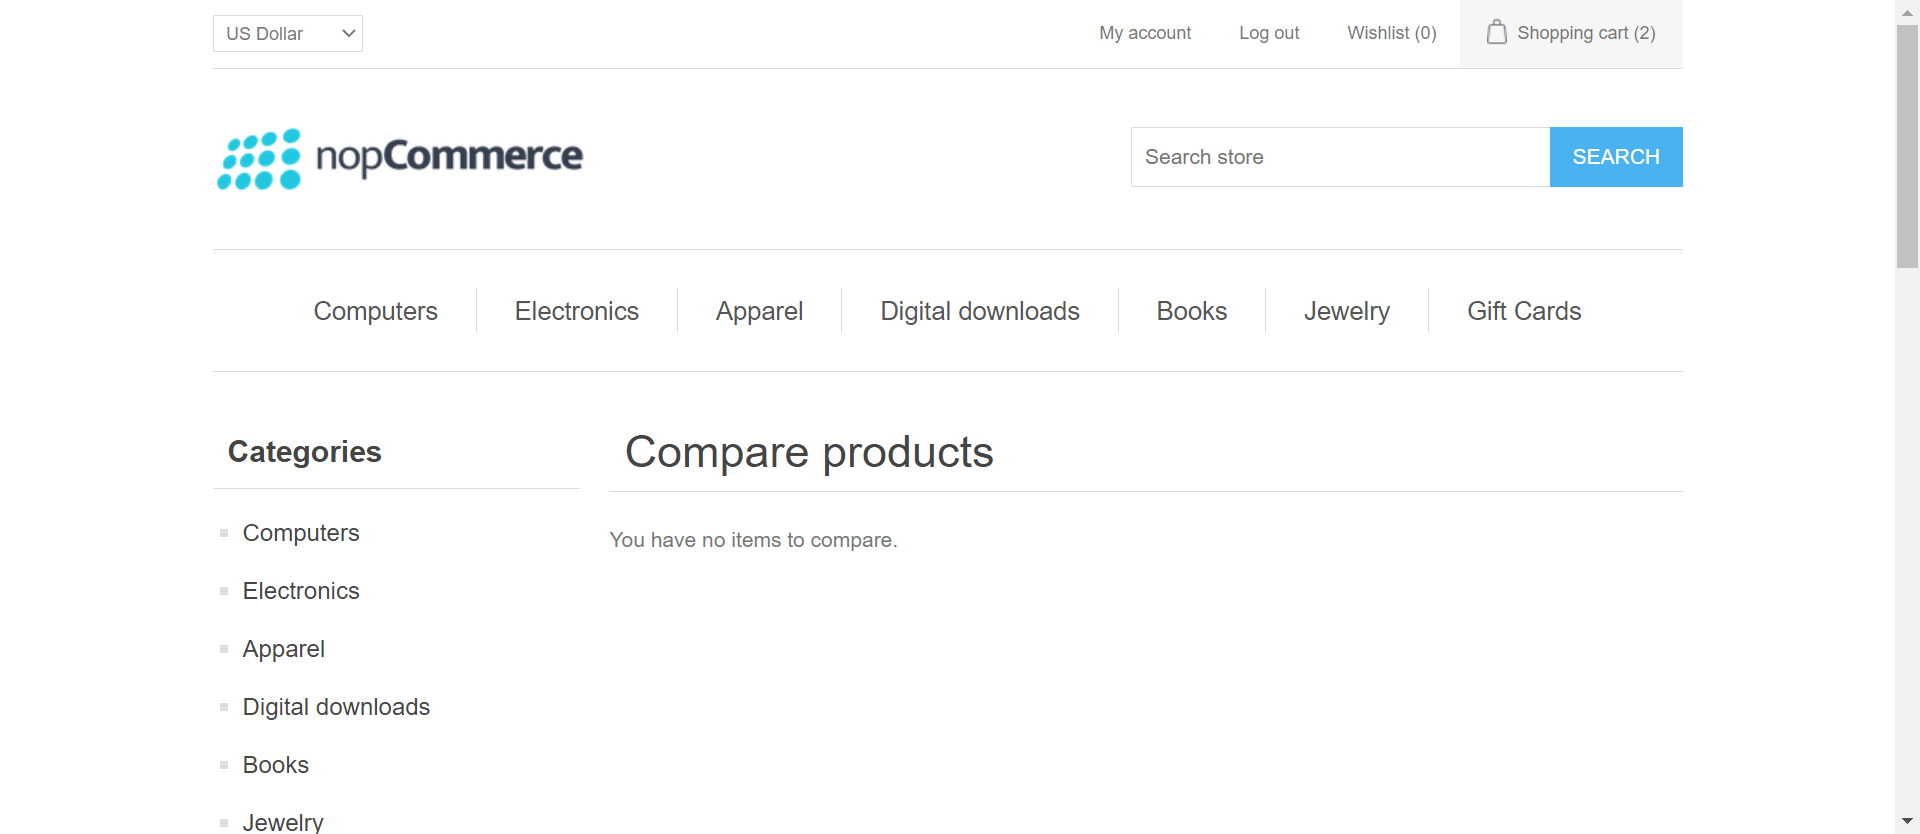 US Dollar
My account
Log out
Wishlist (0)
Shopping cart (2)
nopCommerce
Search store
SEARCH
Computers
Electronics
Apparel
Digital downloads
Books
Jewelry
Gift Cards
Categories
Computers
Electronics
Apparel
Digital downloads
Books
Jewelry
Compare products
You have no items to compare.